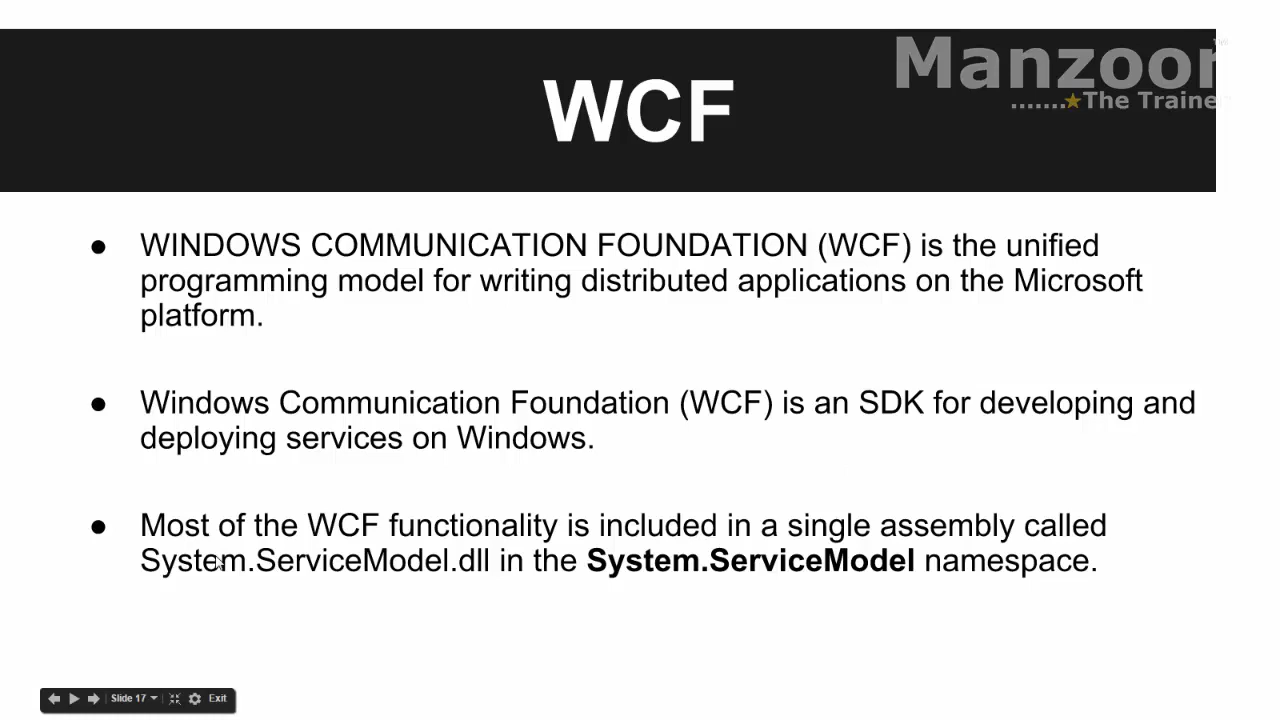 Manzoor
.......★The Trainer
WCF
● WINDOWS COMMUNICATION FOUNDATION (WCF) is the unified
programming model for writing distributed applications on the Microsoft
platform.
● Windows Communication Foundation (WCF) is an SDK for developing and
deploying services on Windows.
● Most of the WCF functionality is included in a single assembly called
System.ServiceModel.dll in the System.ServiceModel namespace.
Slide 17 Exit